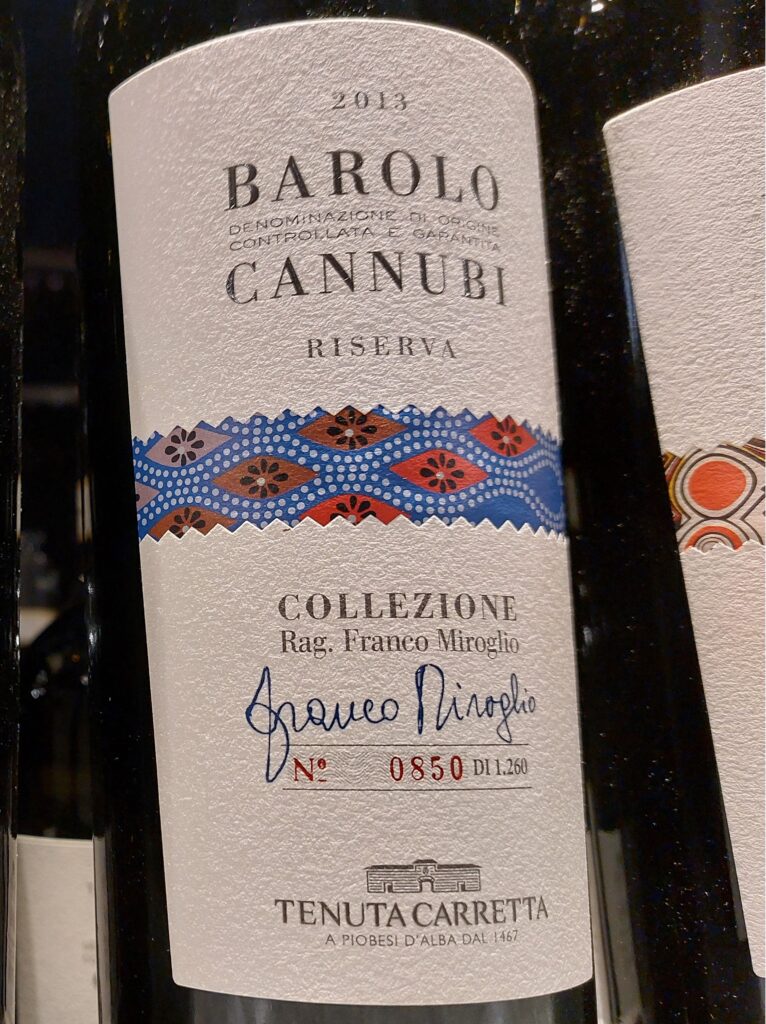 2013
BAROLO
DENOMINAZIONE DI ORIGINE
CONTROLLATA E GARANTITA
CANNUBI
RISERVA
COLLEZIONE
Rag. Franco Miroglio
Franco Miroglio
Nº 0850 DI 1.260
TENUTA CARRETTA
A PIOBESI D'ALBA DAL 1467